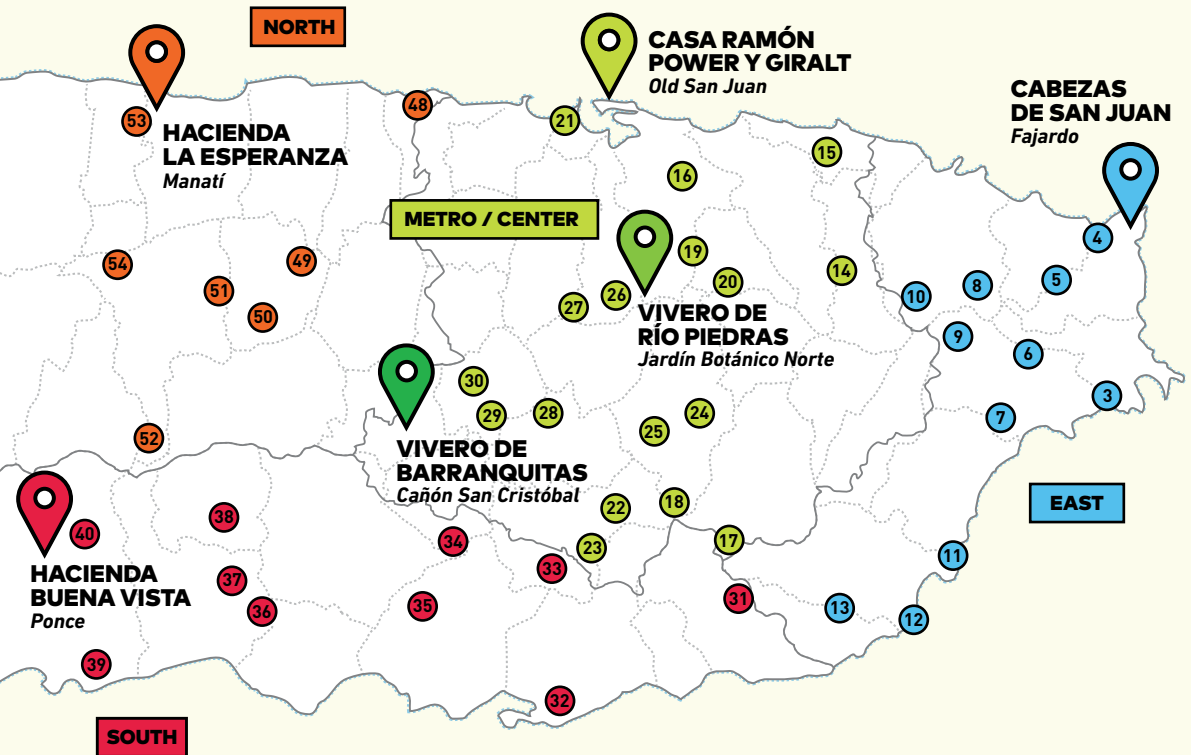 NORTH
CASA RAMÓN
POWER Y GIRALT
Old San Juan
CABEZAS
DE SAN JUAN
Fajardo
53
HACIENDA
LA ESPERANZA
Manatí
48
21
15
16
METRO / CENTER
4
54
49
51
50
19
20
14
26
27
VIVERO DE
RÍO PIEDRAS
Jardín Botánico Norte
10
8
5
9
6
3
7
30
29
28
24
25
52
VIVERO DE
BARRANQUITAS
Cañón San Cristóbal
22
18
23
17
EAST
40
38
34
33
11
HACIENDA
BUENA VISTA
Ponce
37
36
35
31
13
12
39
32
SOUTH